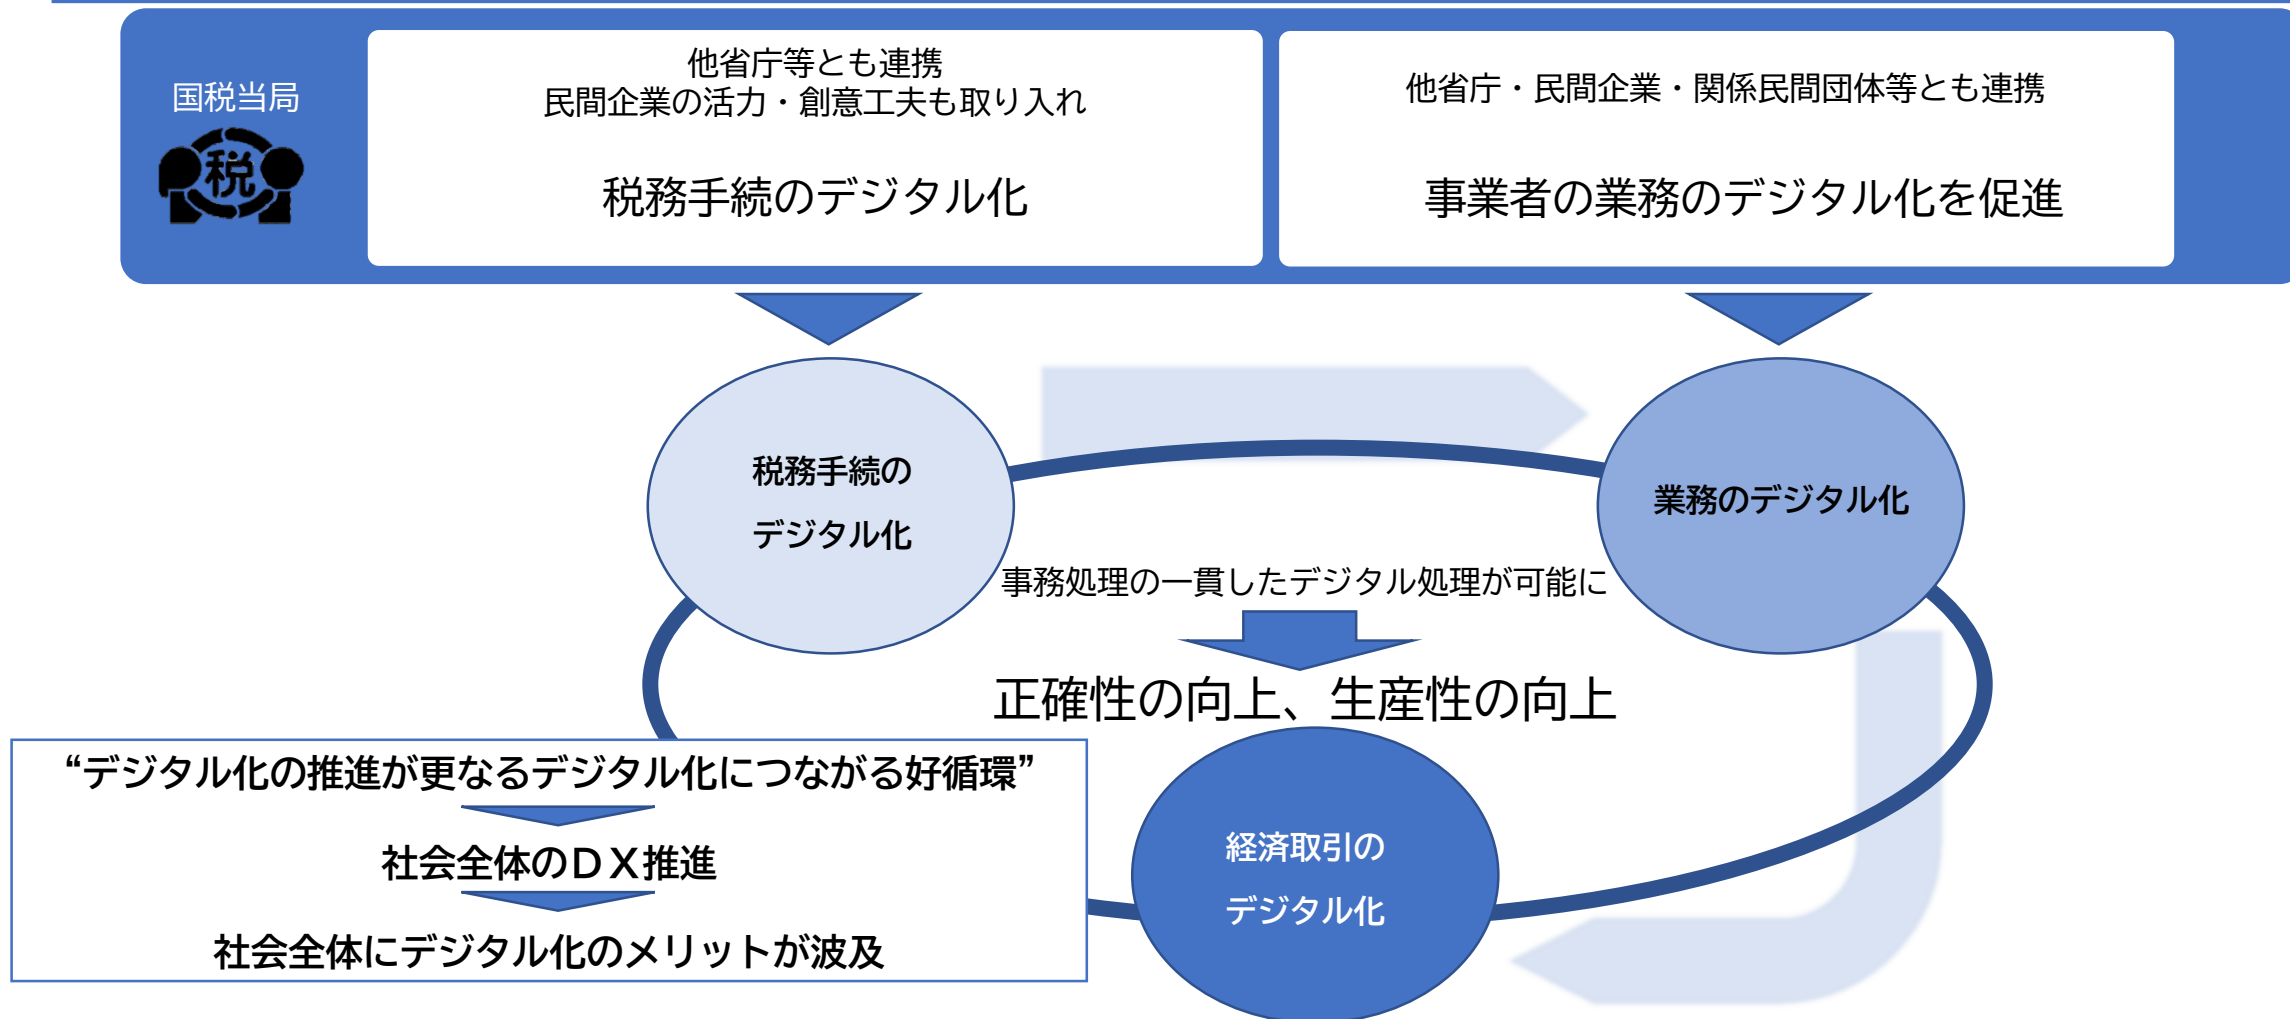 国税当局
税
他省庁等とも連携
民間企業の活力・創意工夫も取り入れ
税務手続のデジタル化
他省庁・民間企業・関係民間団体等とも連携
事業者の業務のデジタル化を促進
税務手続の
デジタル化
業務のデジタル化
事務処理の一貫したデジタル処理が可能に
正確性の向上、生産性の向上
“デジタル化の推進が更なるデジタル化につながる好循環”
社会全体のＤＸ推進
社会全体にデジタル化のメリットが波及
経済取引の
デジタル化